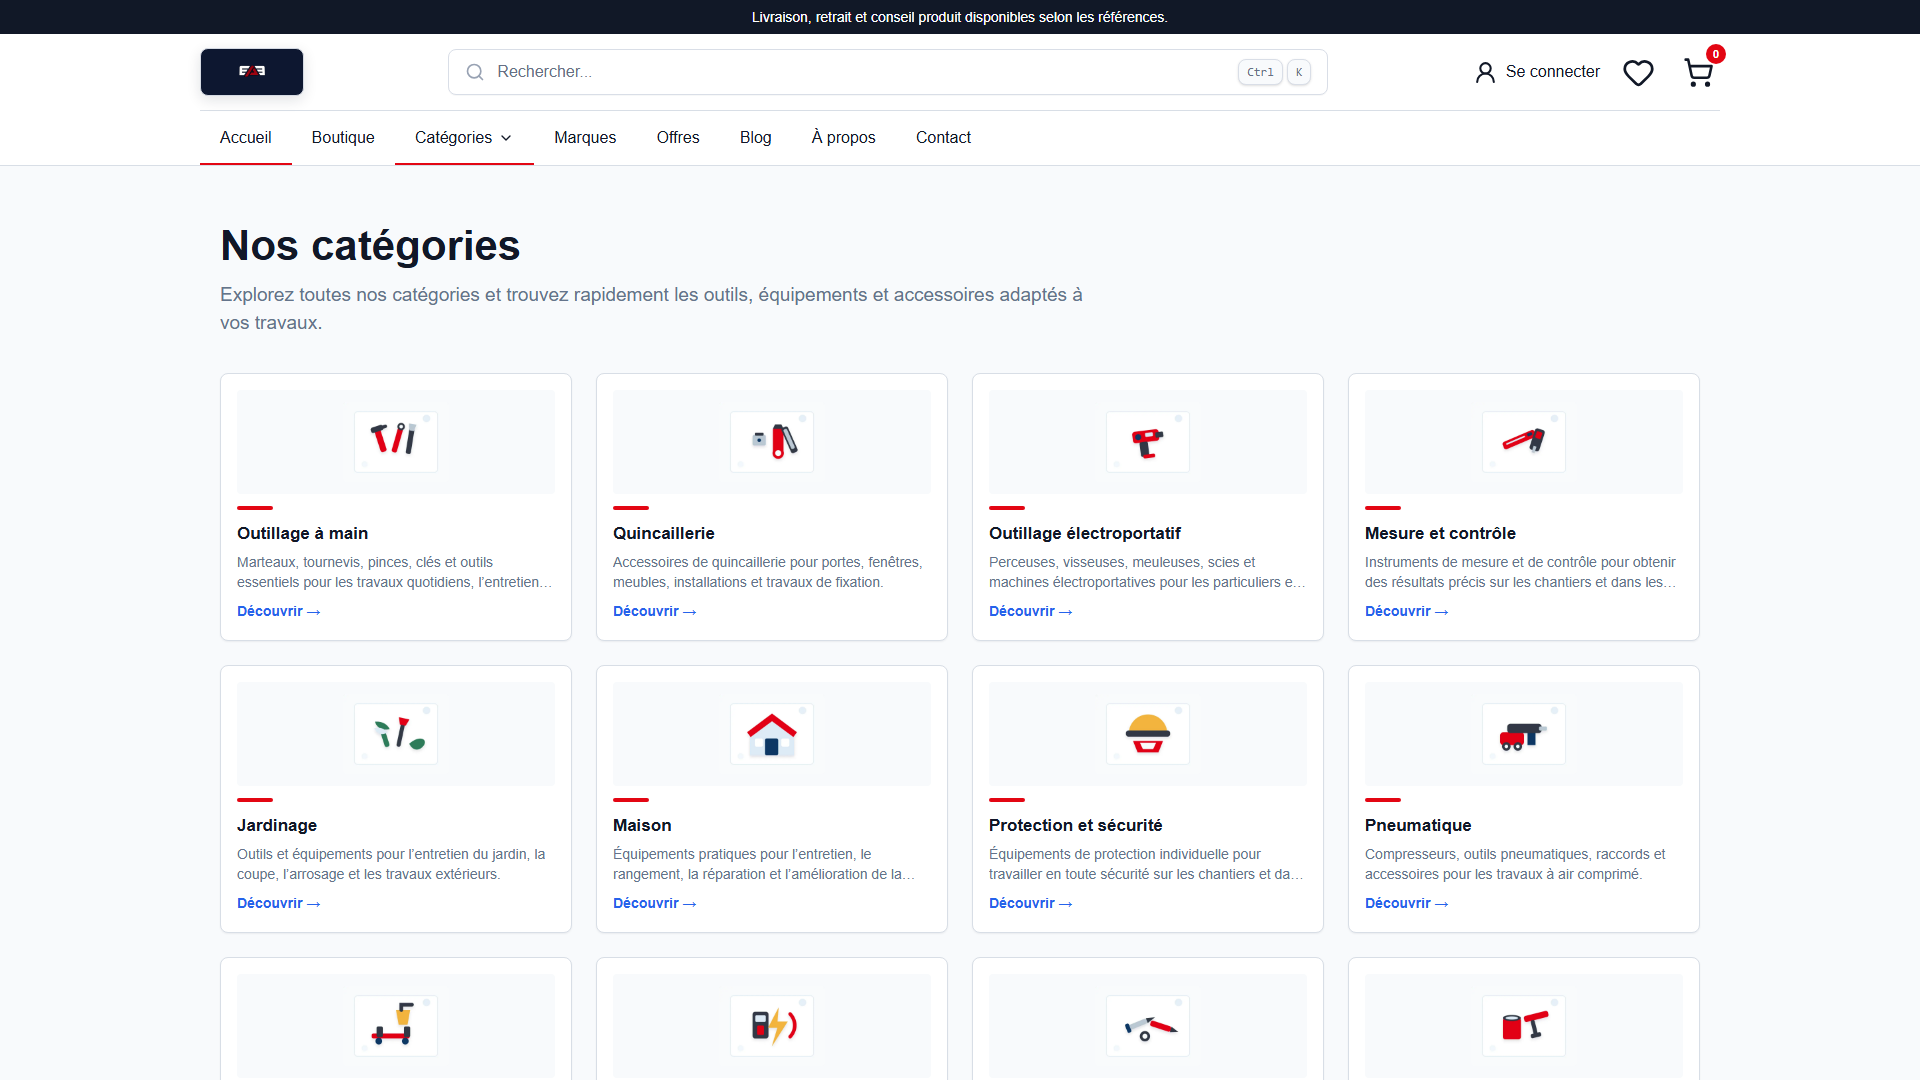 Livraison, retrait et conseil produit disponibles selon les références.
Rechercher...
Ctrl
K
Se connecter
0
Accueil
Boutique
Catégories
Marques
Offres
Blog
À propos
Contact
Nos catégories
Explorez toutes nos catégories et trouvez rapidement les outils, équipements et accessoires adaptés à
vos travaux.
Outillage à main
Marteaux, tournevis, pinces, clés et outils
essentiels pour les travaux quotidiens, l’entretien…
Découvrir →
Quincaillerie
Accessoires de quincaillerie pour portes, fenêtres,
meubles, installations et travaux de fixation.
Découvrir →
Outillage électroportatif
Perceuses, visseuses, meuleuses, scies et
machines électroportatives pour les particuliers e…
Découvrir →
Mesure et contrôle
Instruments de mesure et de contrôle pour obtenir
des résultats précis sur les chantiers et dans les…
Découvrir →
Jardinage
Outils et équipements pour l’entretien du jardin, la
coupe, l’arrosage et les travaux extérieurs.
Découvrir →
Maison
Équipements pratiques pour l’entretien, le
rangement, la réparation et l’amélioration de la…
Découvrir →
Protection et sécurité
Équipements de protection individuelle pour
travailler en toute sécurité sur les chantiers et da…
Découvrir →
Pneumatique
Compresseurs, outils pneumatiques, raccords et
accessoires pour les travaux à air comprimé.
Découvrir →